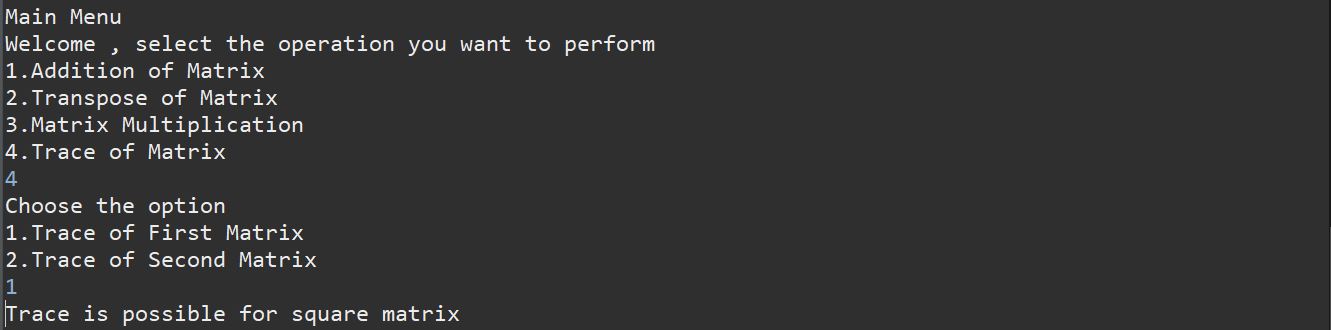 Main Menu
Welcome , select the operation you want to perform
1.Addition of Matrix
2.Transpose of Matrix
3.Matrix Multiplication
4.Trace of Matrix
4
Choose the option
1.Trace of First Matrix
2.Trace of Second Matrix
1
Trace is possible for square matrix